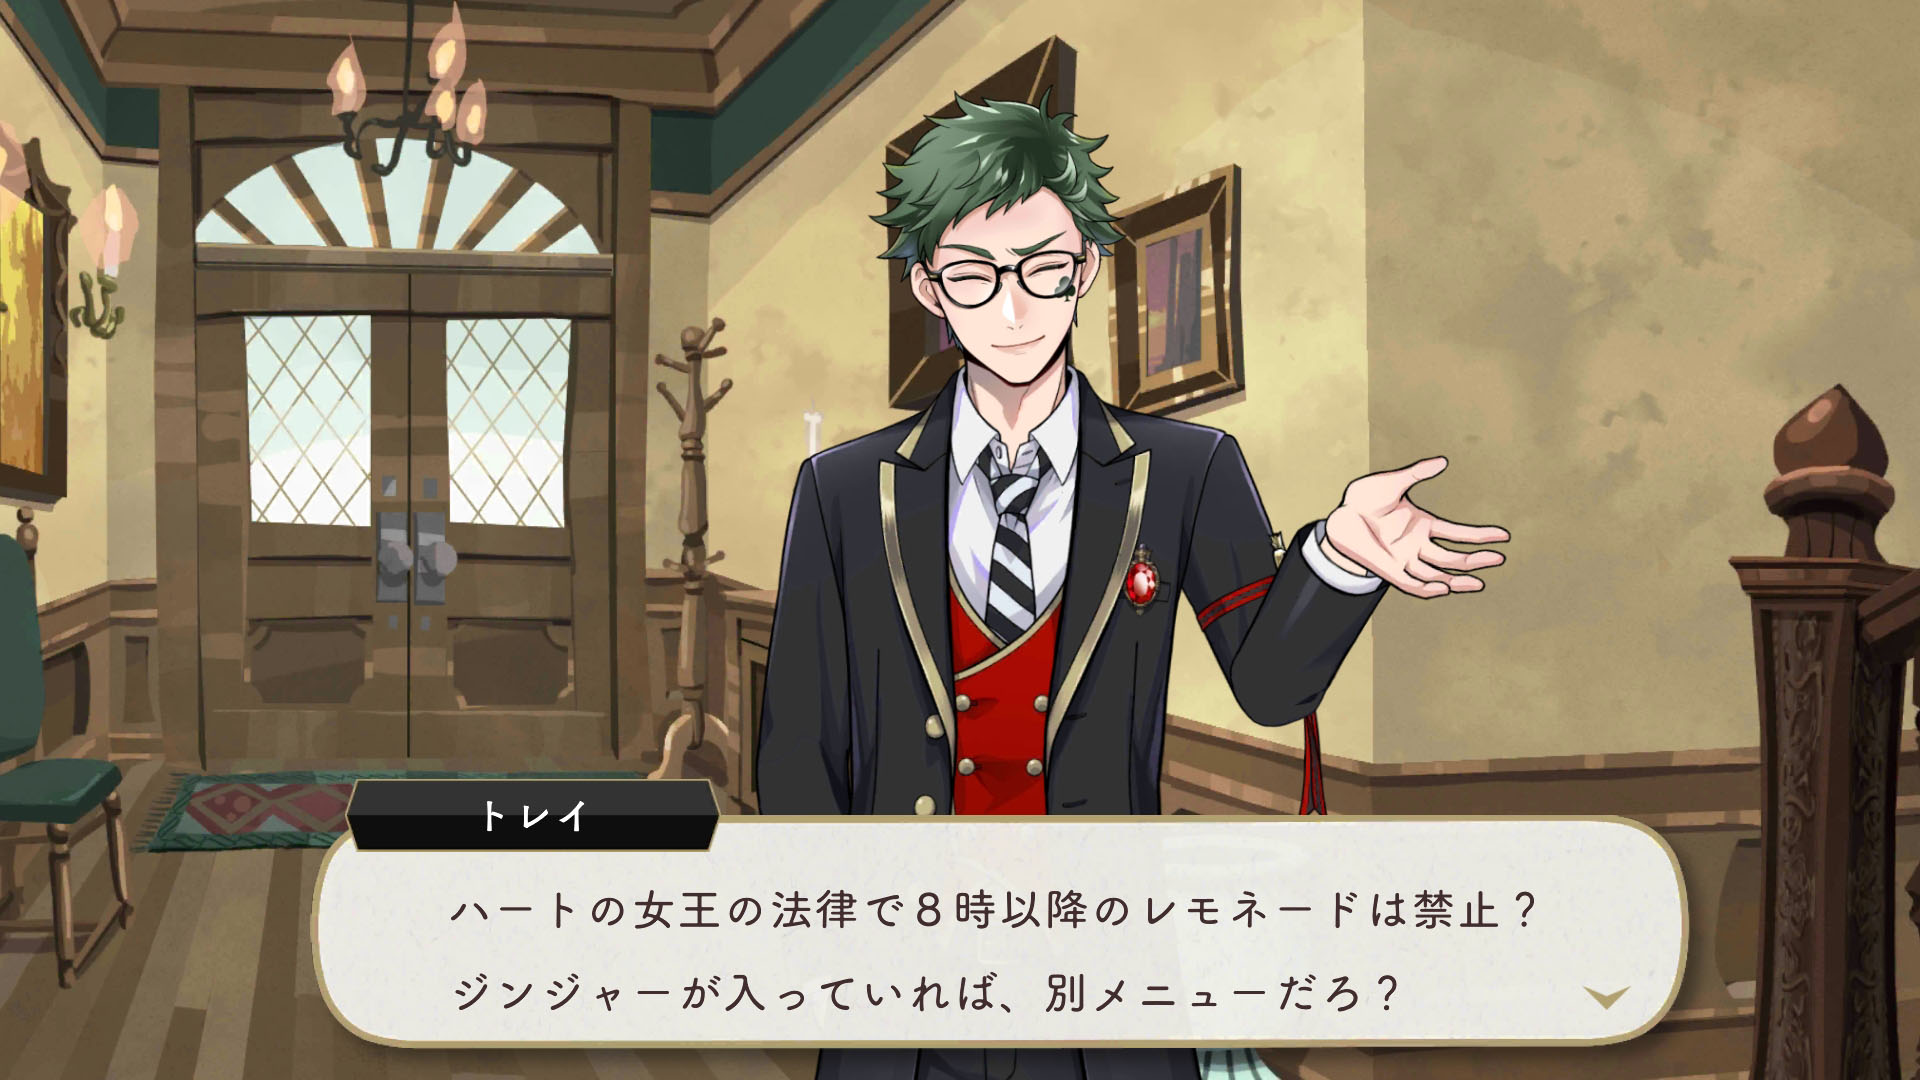 トレイ
ハートの女王の法律で８時以降のレモネードは禁止？
ジンジャーが入っていれば、別メニューだろ？